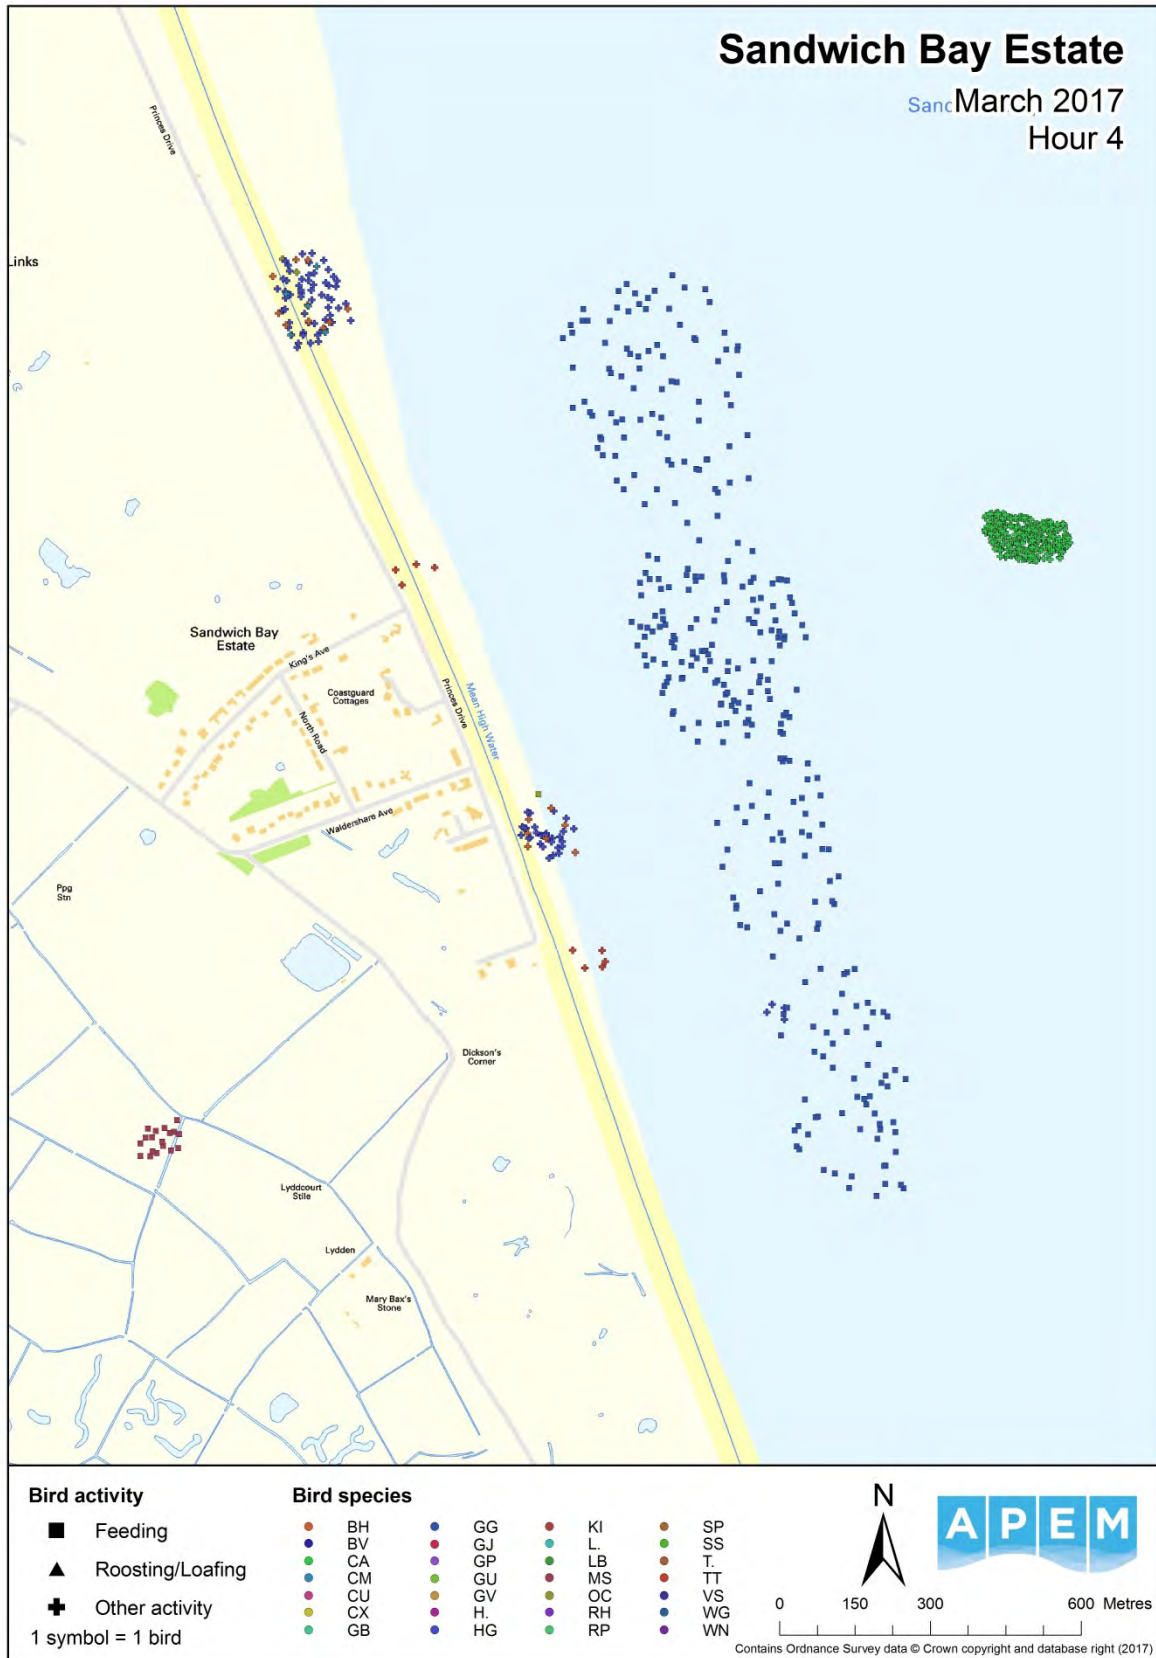 Sandwich Bay Estate
Sand
March 2017
Hour 4
Princes Drive
Links
Sandwich Bay
Estate
King's Ave
Coastguard
Cottages
North Road
Princes Drive
Mean High Water
Waldershare Ave
Ppg
Stn
Dickson's
Corner
Lyddcourt
Stile
Lydden
Mary Bax's
Stone
Bird activity
Feeding
Roosting/Loafing
Other activity
1 symbol = 1 bird
Bird species
BH
BV
CA
CM
CU
CX
GB
GG
GJ
GP
GU
GV
H.
HG
KI
L.
LB
MS
OC
RH
RP
SP
SS
T.
TT
VS
WG
WN
N
APEM
0 150 300 600 Metres
Contains Ordnance Survey data © Crown copyright and database right (2017)